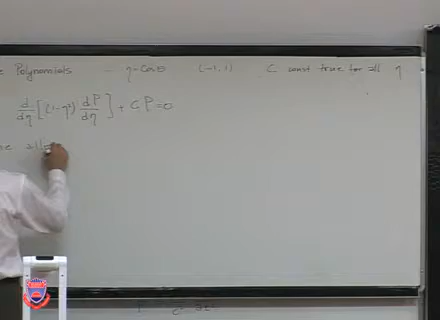 Polynomials η = Cosθ (-1, 1) C const true for all η
d/dη [(1-η²) dP/dη] + CP = 0